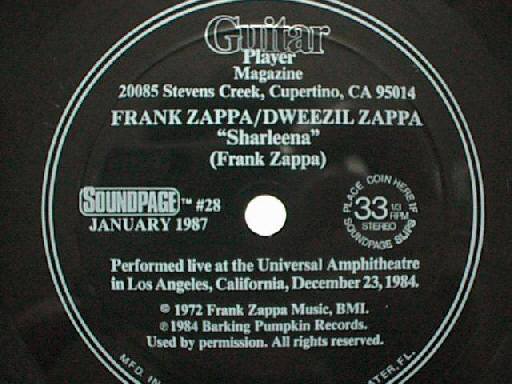 Guitar
Player
Magazine
20085 Stevens Creek, Cupertino, CA 95014
FRANK ZAPPA/DWEEZIL ZAPPA
"Sharleena"
(Frank Zappa)
SOUNDPAGE™ #28
JANUARY 1987
PLACE COIN HERE IF
SOUNDPAGE SLIPS
33 1/3
RPM
STEREO
Performed live at the Universal Amphitheatre
in Los Angeles, California, December 23, 1984.
© 1972 Frank Zappa Music, BMI.
℗ 1984 Barking Pumpkin Records.
Used by permission. All rights reserved.
MFD. IN
FL.